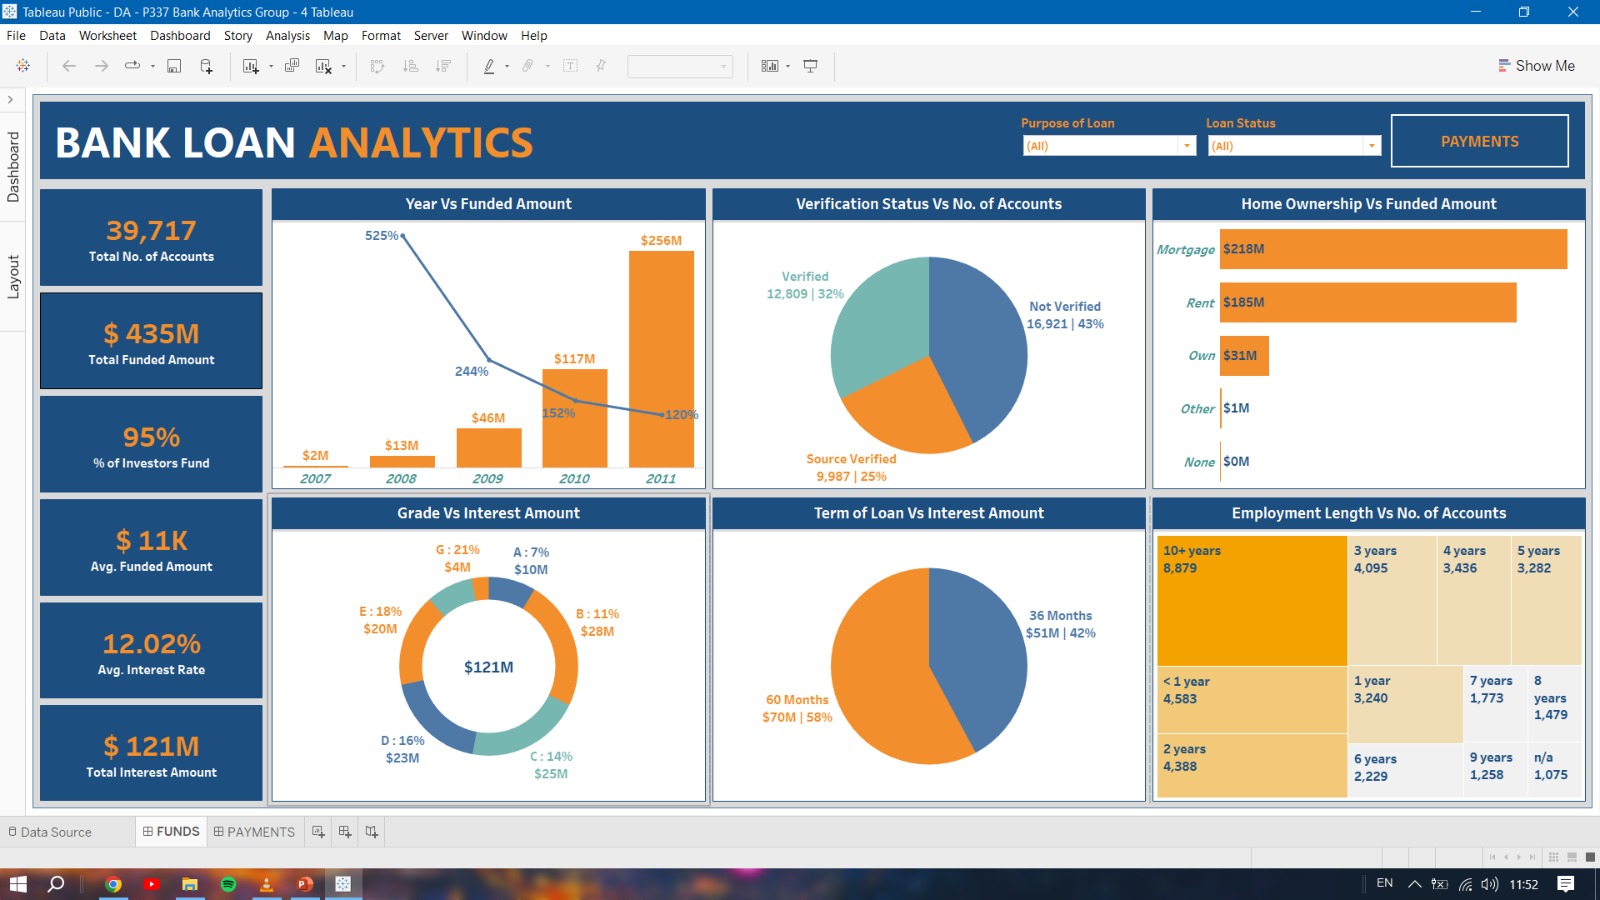 Tableau Public - DA - P337 Bank Analytics Group - 4 Tableau
File Data Worksheet Dashboard Story Analysis Map Format Server Window Help
Show Me
Dashboard
Layout
BANK LOAN ANALYTICS
Purpose of Loan
(All)
Loan Status
(All)
PAYMENTS
39,717
Total No. of Accounts
$ 435M
Total Funded Amount
95%
% of Investors Fund
$ 11K
Avg. Funded Amount
12.02%
Avg. Interest Rate
$ 121M
Total Interest Amount
Year Vs Funded Amount
525%
$256M
$117M
244%
152%
120%
$46M
$13M
$2M
2007 2008 2009 2010 2011
Verification Status Vs No. of Accounts
Verified
12,809 | 32%
Not Verified
16,921 | 43%
Source Verified
9,987 | 25%
Home Ownership Vs Funded Amount
Mortgage $218M
Rent $185M
Own $31M
Other $1M
None $0M
Grade Vs Interest Amount
G : 21%
$4M
A : 7%
$10M
E : 18%
$20M
B : 11%
$28M
$121M
D : 16%
$23M
C : 14%
$25M
Term of Loan Vs Interest Amount
36 Months
$51M | 42%
60 Months
$70M | 58%
Employment Length Vs No. of Accounts
10+ years
8,879
3 years
4,095
4 years
3,436
5 years
3,282
< 1 year
4,583
1 year
3,240
7 years
1,773
8
years
1,479
2 years
4,388
6 years
2,229
9 years
1,258
n/a
1,075
Data Source
FUNDS
PAYMENTS
EN
11:52